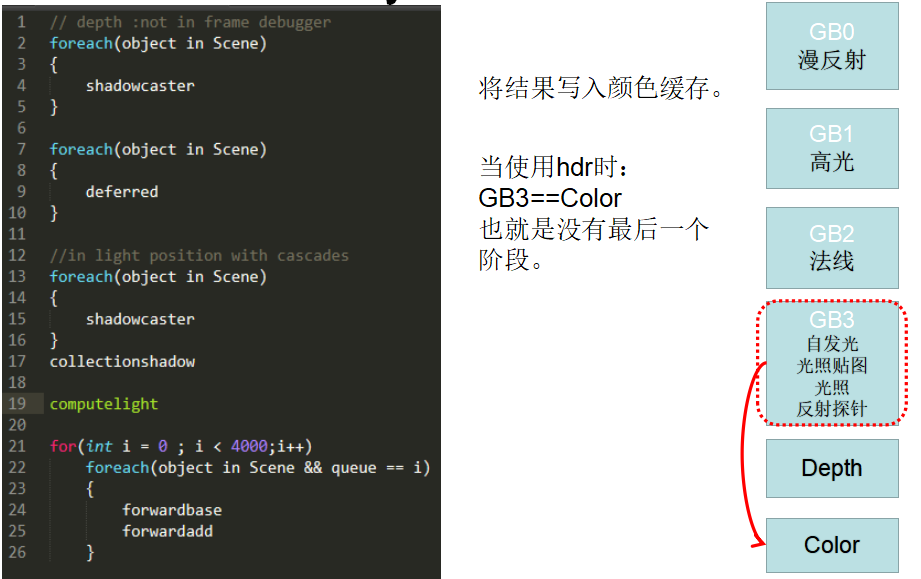 1 // depth :not in frame debugger
2 foreach(object in Scene)
3 {
4 shadowcaster
5 }
6
7 foreach(object in Scene)
8 {
9 deferred
10 }
11
12 //in light position with cascades
13 foreach(object in Scene)
14 {
15 shadowcaster
16 }
17 collectionshadow
18
19 computelight
20
21 for(int i = 0 ; i < 4000;i++)
22 foreach(object in Scene && queue == i)
23 {
24 forwardbase
25 forwardadd
26 }
将结果写入颜色缓存。
当使用hdr时：
GB3==Color
也就是没有最后一个
阶段。
GB0
漫反射
GB1
高光
GB2
法线
GB3
自发光
光照贴图
光照
反射探针
Depth
Color